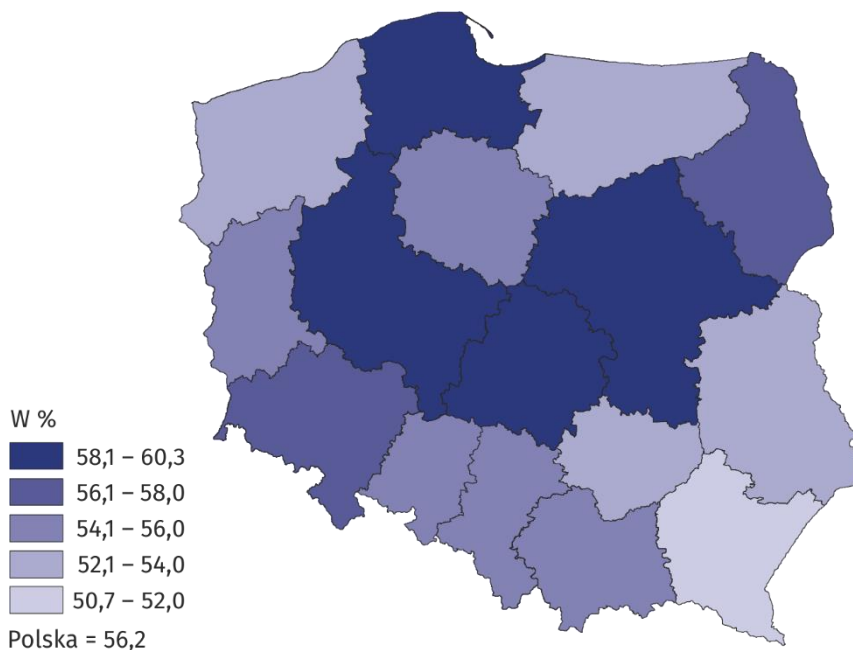 W %
58,1 – 60,3
56,1 – 58,0
54,1 – 56,0
52,1 – 54,0
50,7 – 52,0
Polska = 56,2